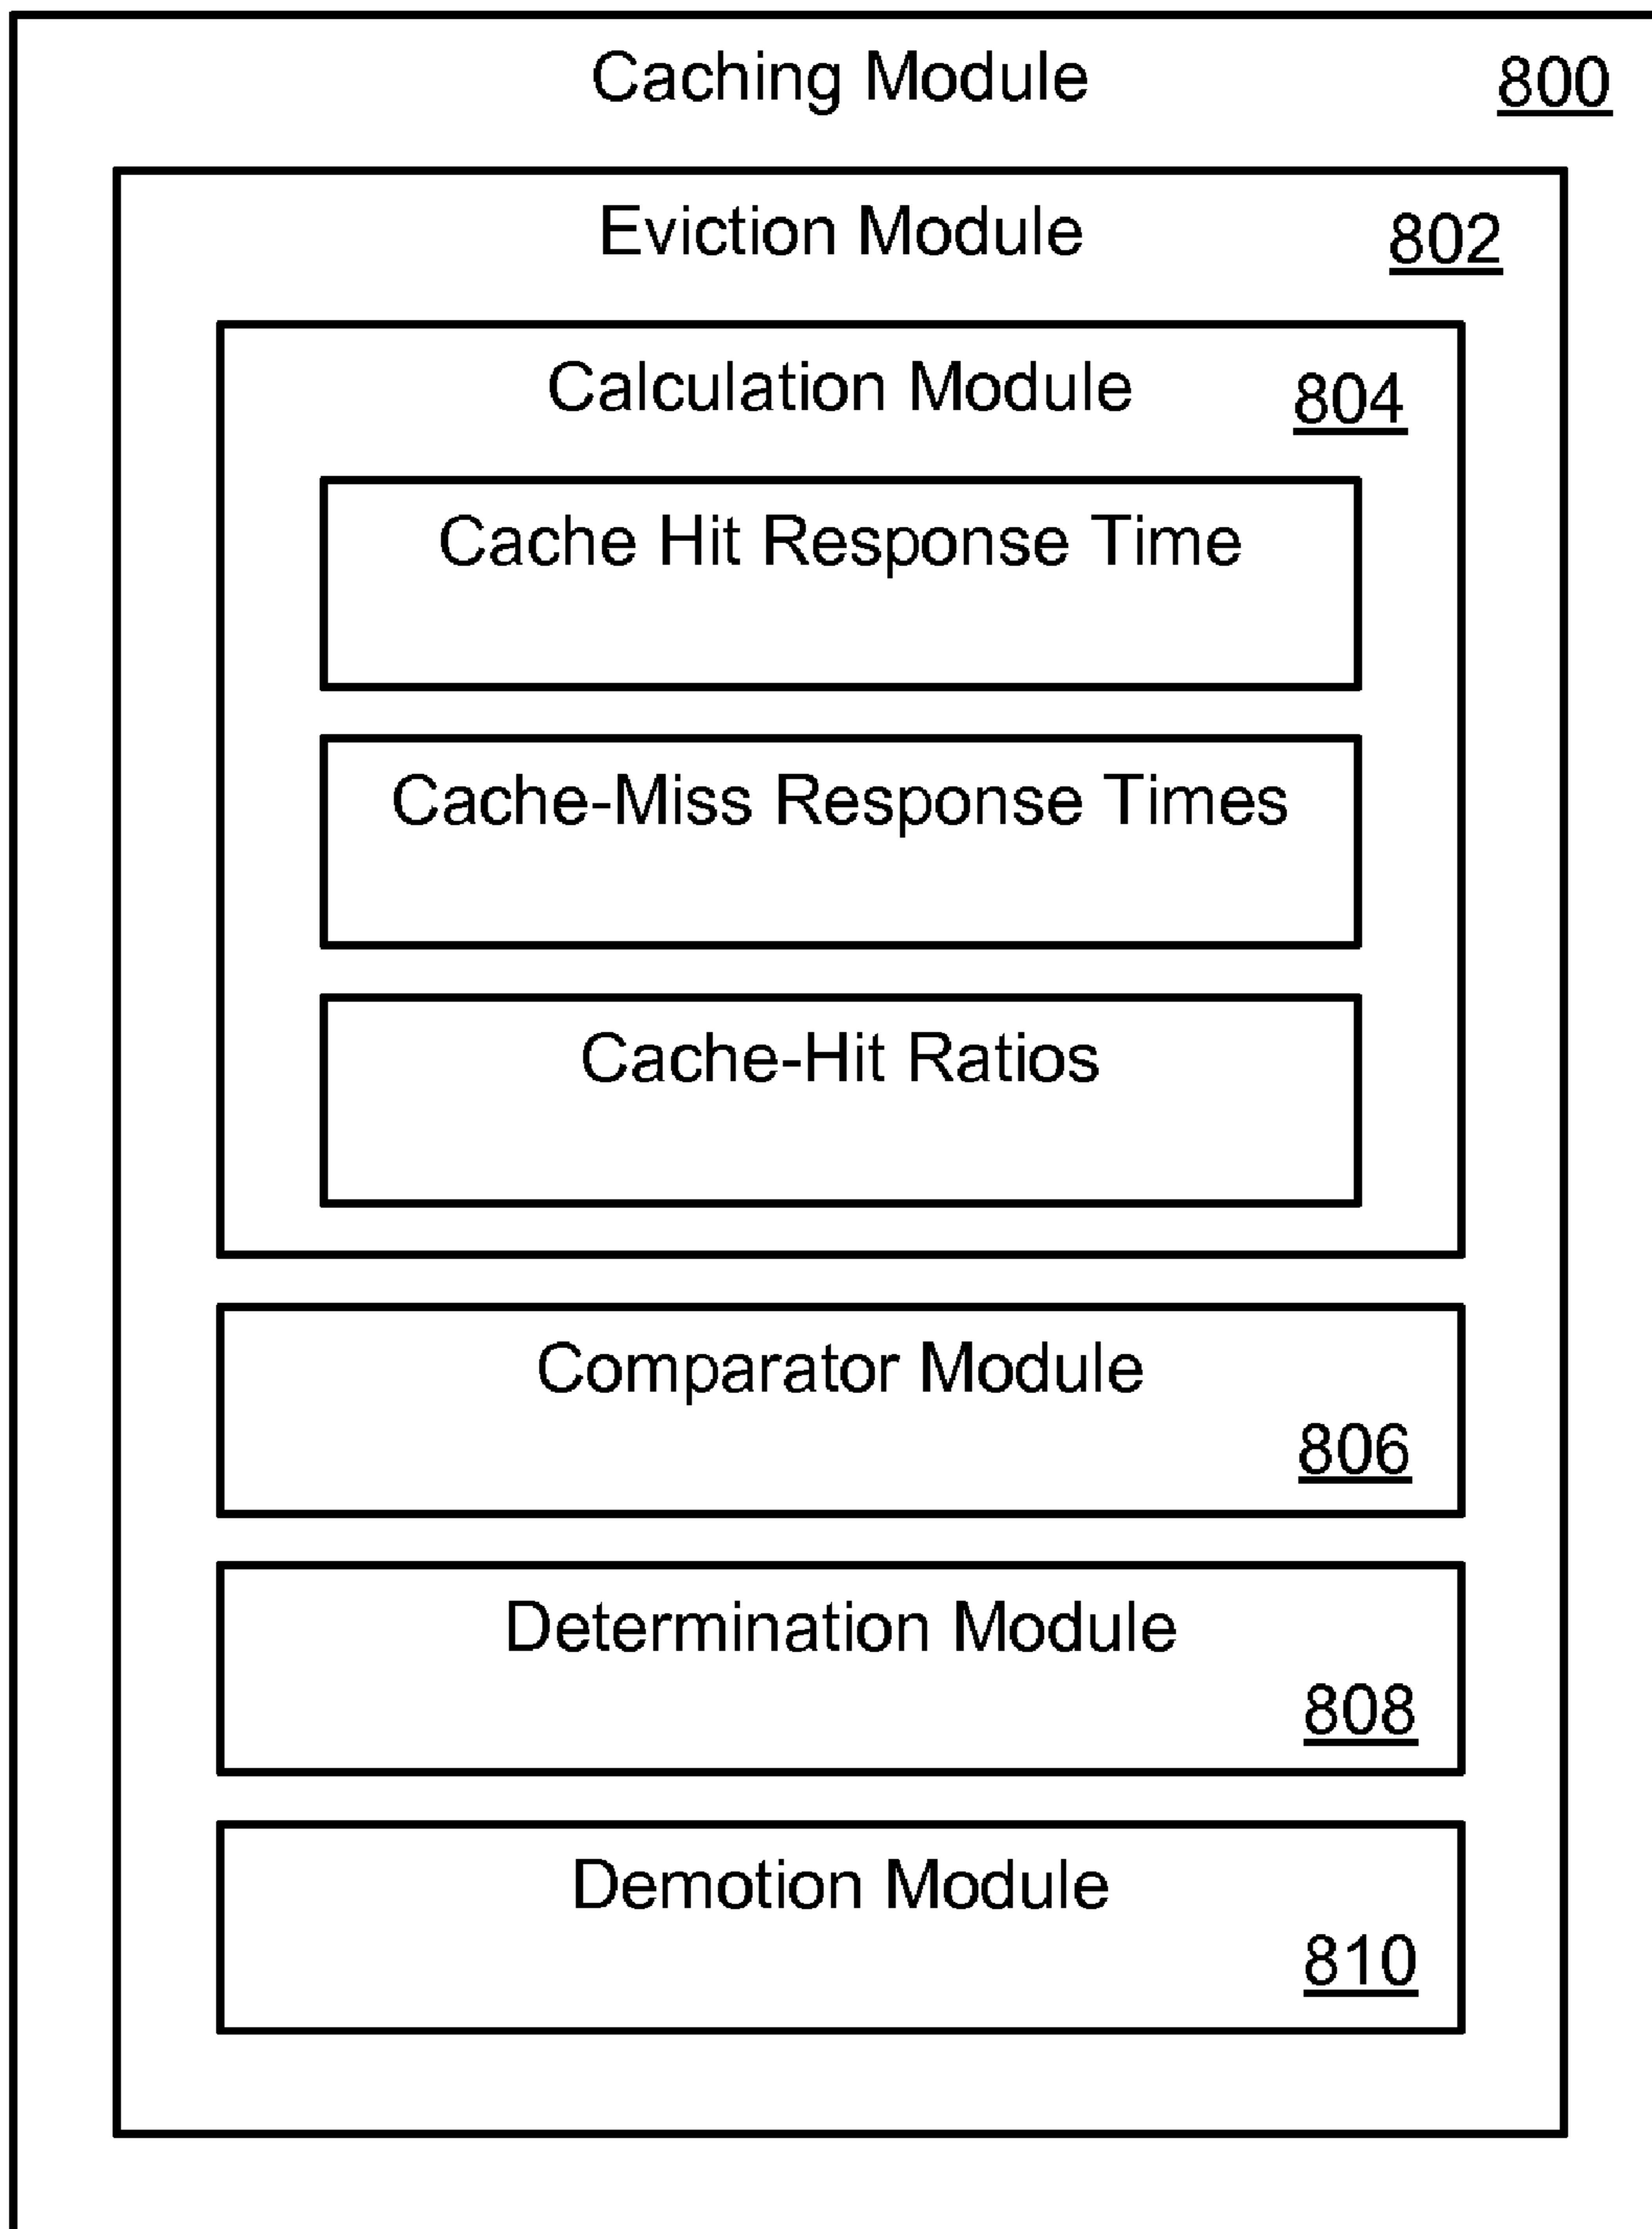 Caching Module 800
Eviction Module 802
Calculation Module 804
Cache Hit Response Time
Cache-Miss Response Times
Cache-Hit Ratios
Comparator Module
806
Determination Module
808
Demotion Module
810